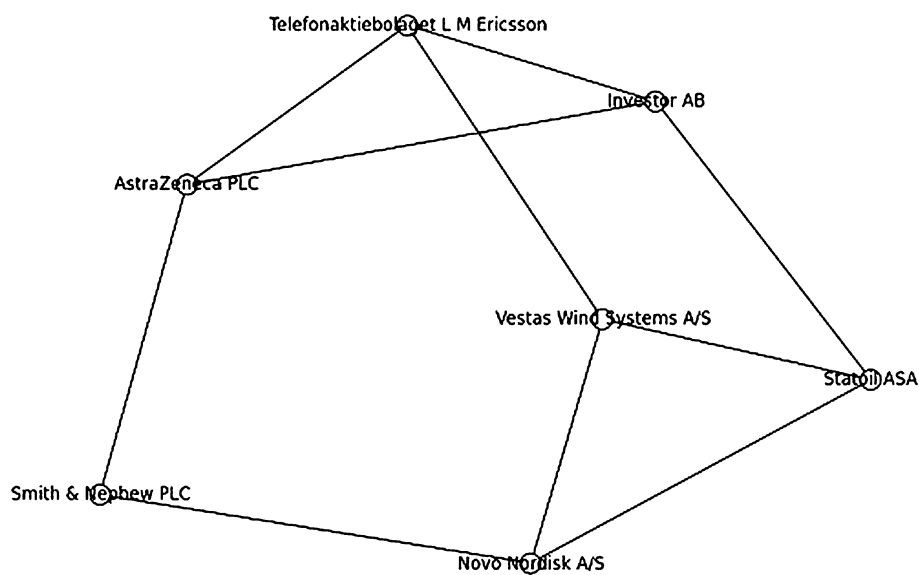 Telefonaktiebolaget L M Ericsson
Investor AB
AstraZeneca PLC
Vestas Wind Systems A/S
Statoil ASA
Smith & Nephew PLC
Novo Nordisk A/S